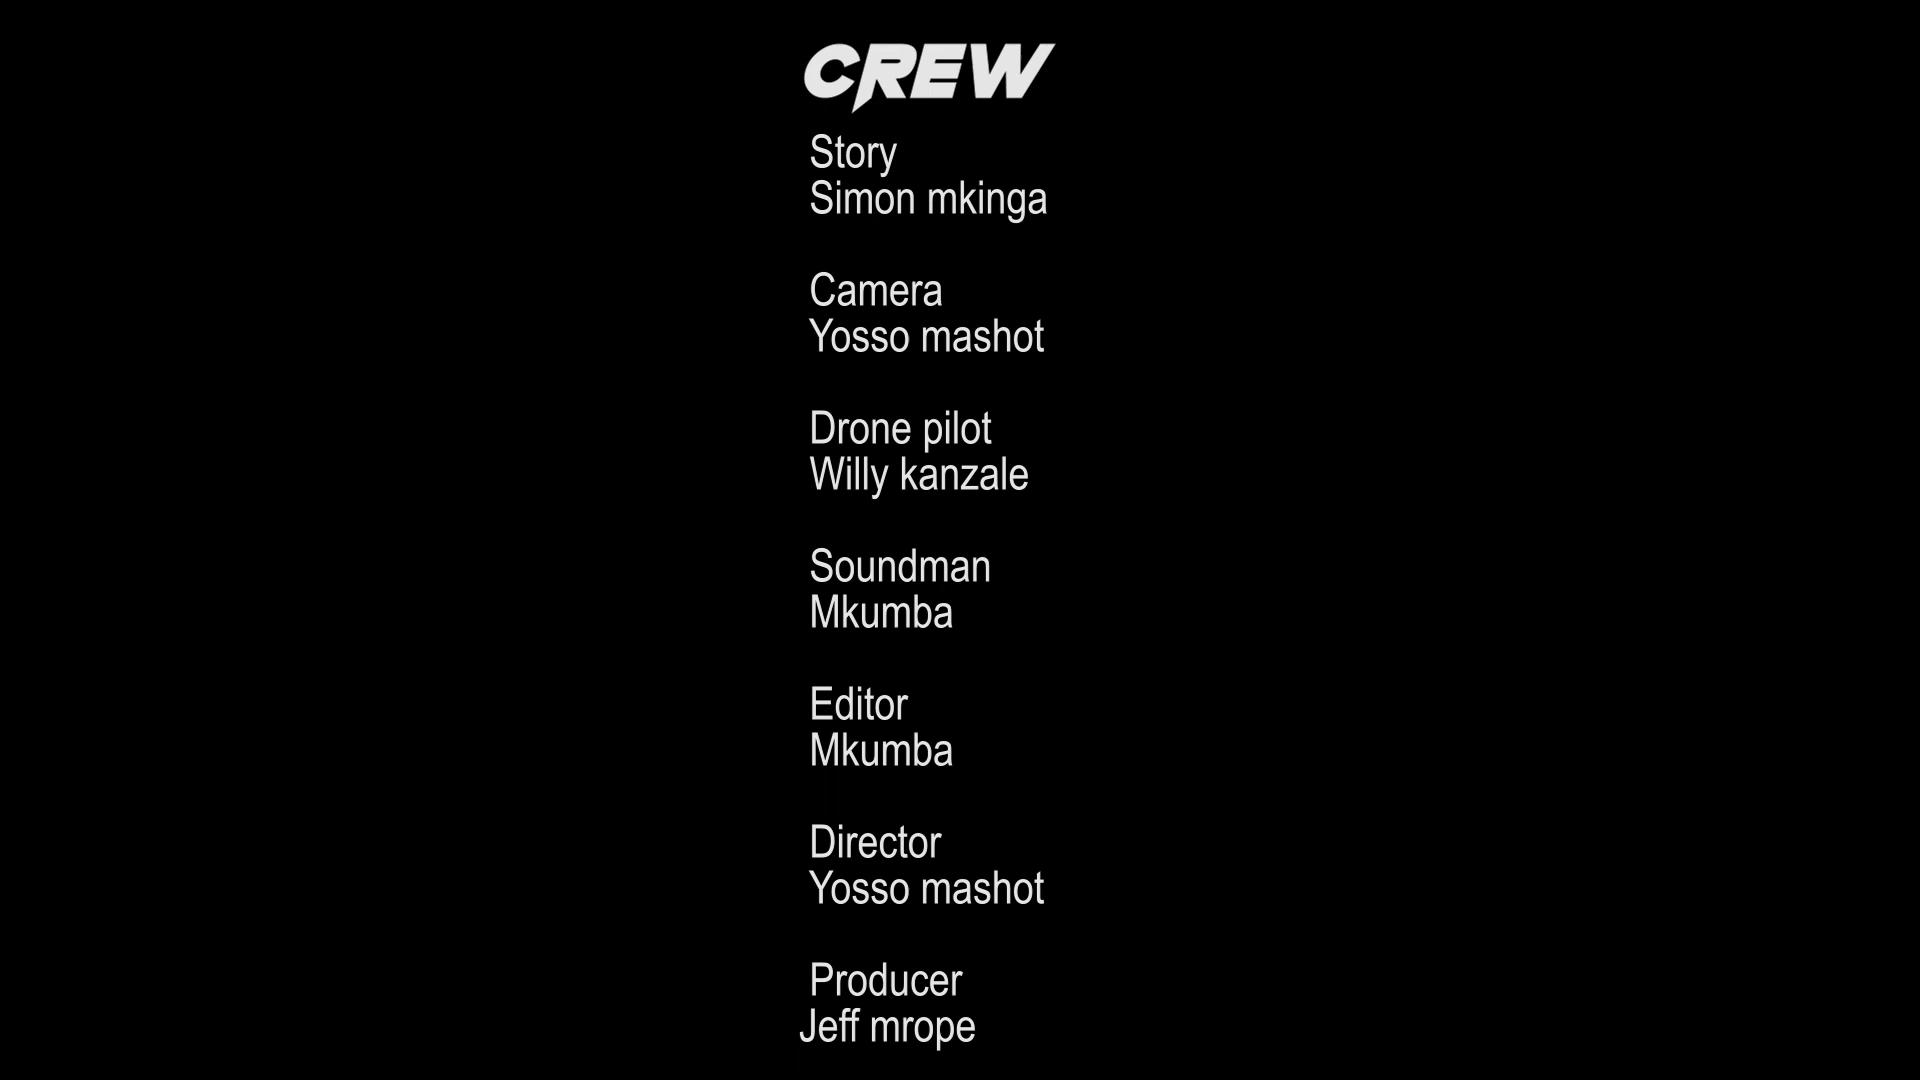 CREW
Story
Simon mkinga
Camera
Yosso mashot
Drone pilot
Willy kanzale
Soundman
Mkumba
Editor
Mkumba
Director
Yosso mashot
Producer
Jeff mrope